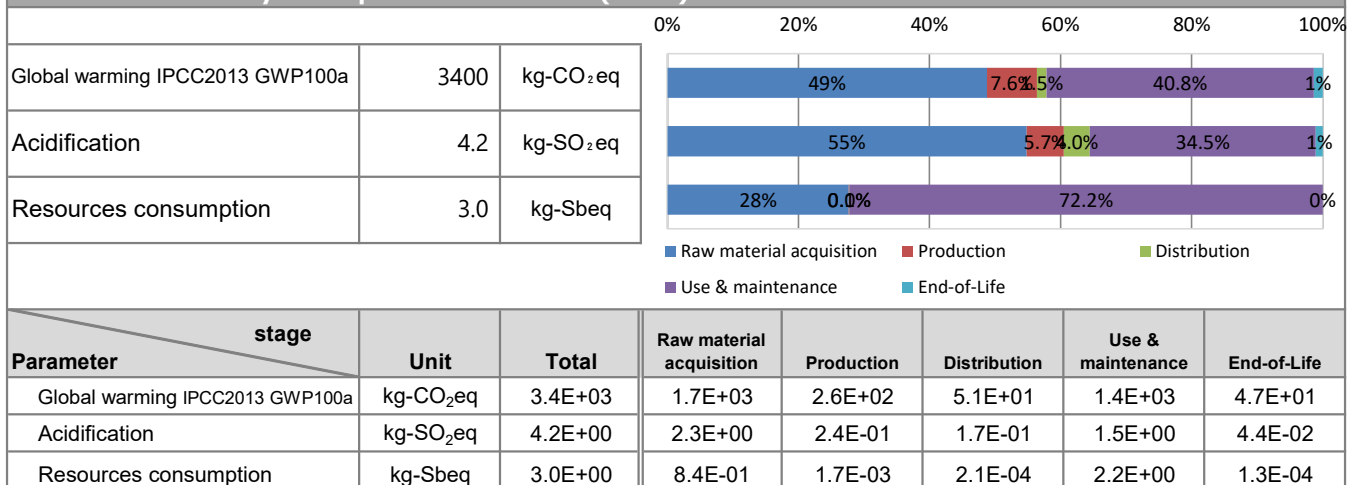 0% 20% 40% 60% 80% 100%
Global warming IPCC2013 GWP100a 3400 kg-CO₂eq 49% 7.6% 1.5% 40.8% 1%
Acidification 4.2 kg-SO₂eq 55% 5.7% 4.0% 34.5% 1%
Resources consumption 3.0 kg-Sbeq 28% 0.1% 0.0% 72.2% 0%
Raw material acquisition Production Distribution
Use & maintenance End-of-Life
stage
Parameter Unit Total Raw material acquisition Production Distribution Use & maintenance End-of-Life
Global warming IPCC2013 GWP100a kg-CO₂eq 3.4E+03 1.7E+03 2.6E+02 5.1E+01 1.4E+03 4.7E+01
Acidification kg-SO₂eq 4.2E+00 2.3E+00 2.4E-01 1.7E-01 1.5E+00 4.4E-02
Resources consumption kg-Sbeq 3.0E+00 8.4E-01 1.7E-03 2.1E-04 2.2E+00 1.3E-04